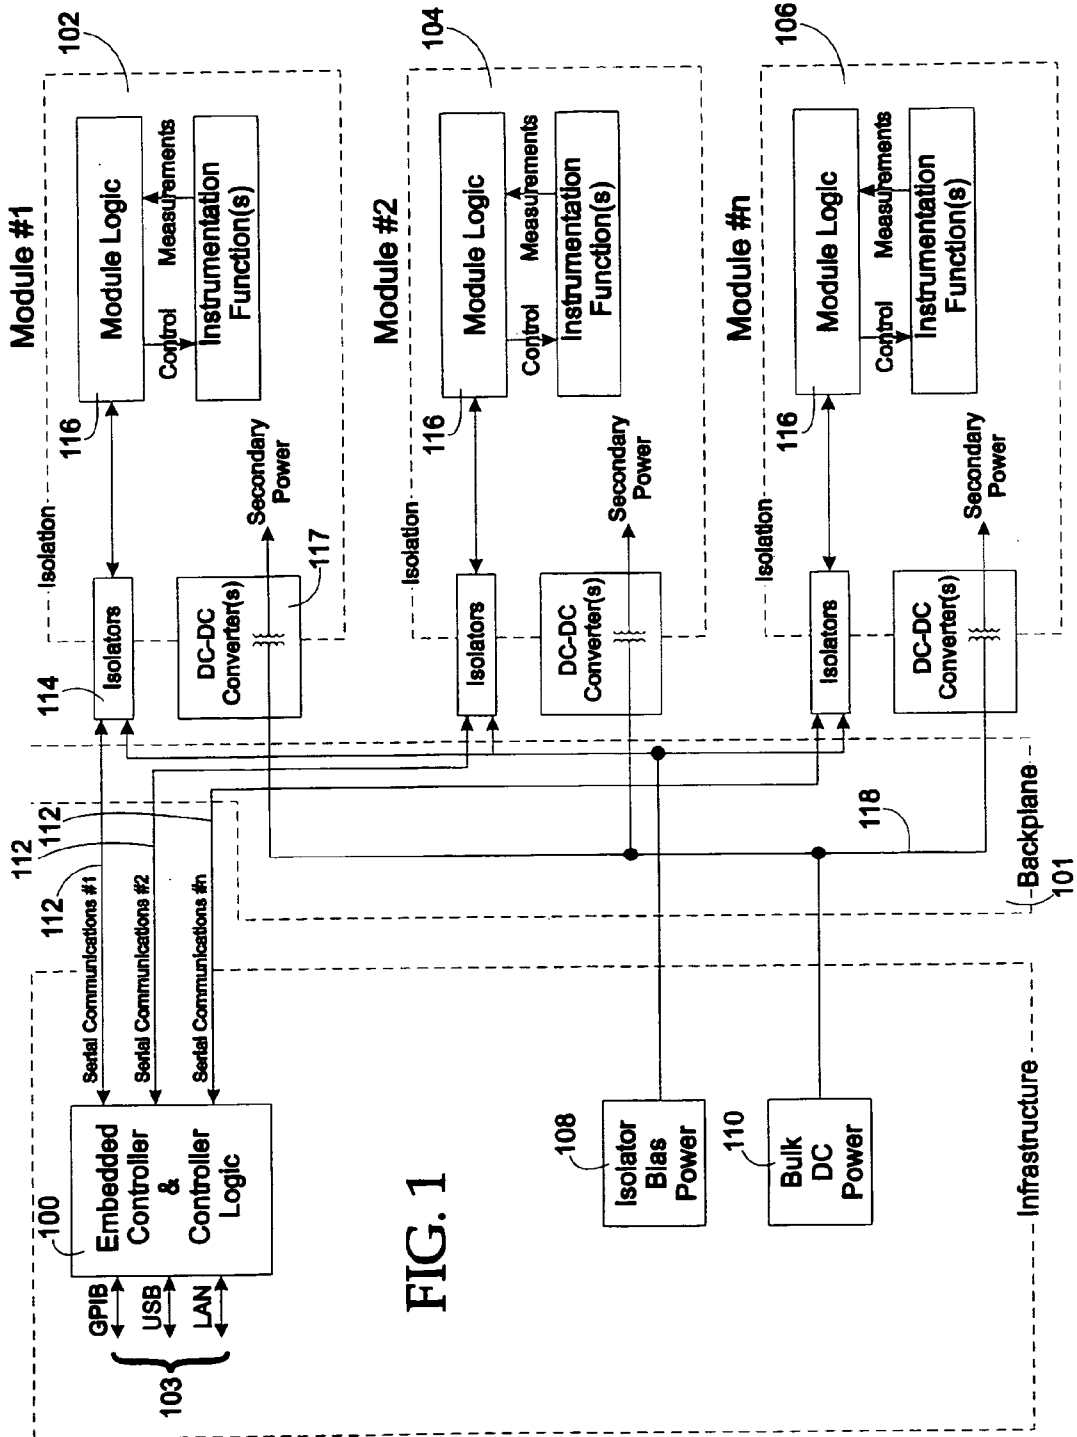 FIG. 1
Infrastructure
103
GPIB
USB
LAN
100
Embedded
Controller
&
Controller
Logic
108
Isolator
Bias
Power
110
Bulk
DC
Power
Serial Communications #1
Serial Communications #2
Serial Communications #n
112
112
112
Backplane
101
118
Module #1
102
Isolation
114
Isolators
116
Module Logic
Control
Measurements
Instrumentation
Function(s)
DC-DC
Converter(s)
117
Secondary
Power
Module #2
104
Isolation
Isolators
116
Module Logic
Control
Measurements
Instrumentation
Function(s)
DC-DC
Converter(s)
Secondary
Power
Module #n
106
Isolation
Isolators
116
Module Logic
Control
Measurements
Instrumentation
Function(s)
DC-DC
Converter(s)
Secondary
Power